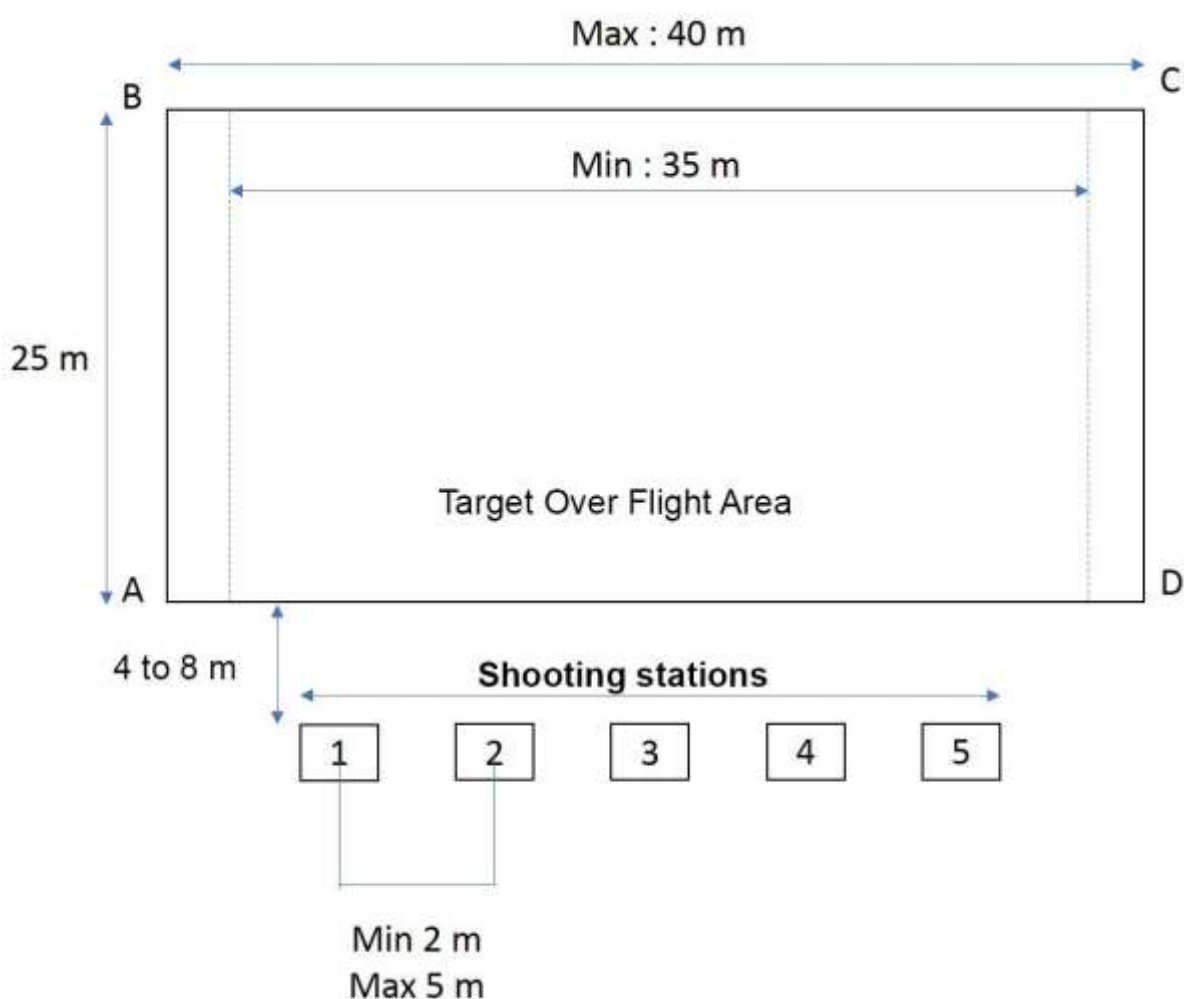 Max : 40 m
B
C
Min : 35 m
25 m
Target Over Flight Area
A
D
4 to 8 m
Shooting stations
1
2
3
4
5
Min 2 m
Max 5 m